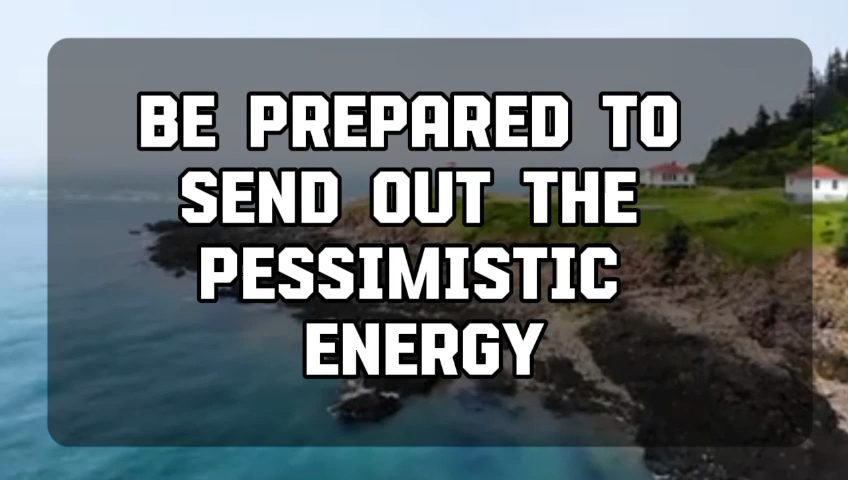 BE PREPARED TO
SEND OUT THE
PESSIMISTIC
ENERGY